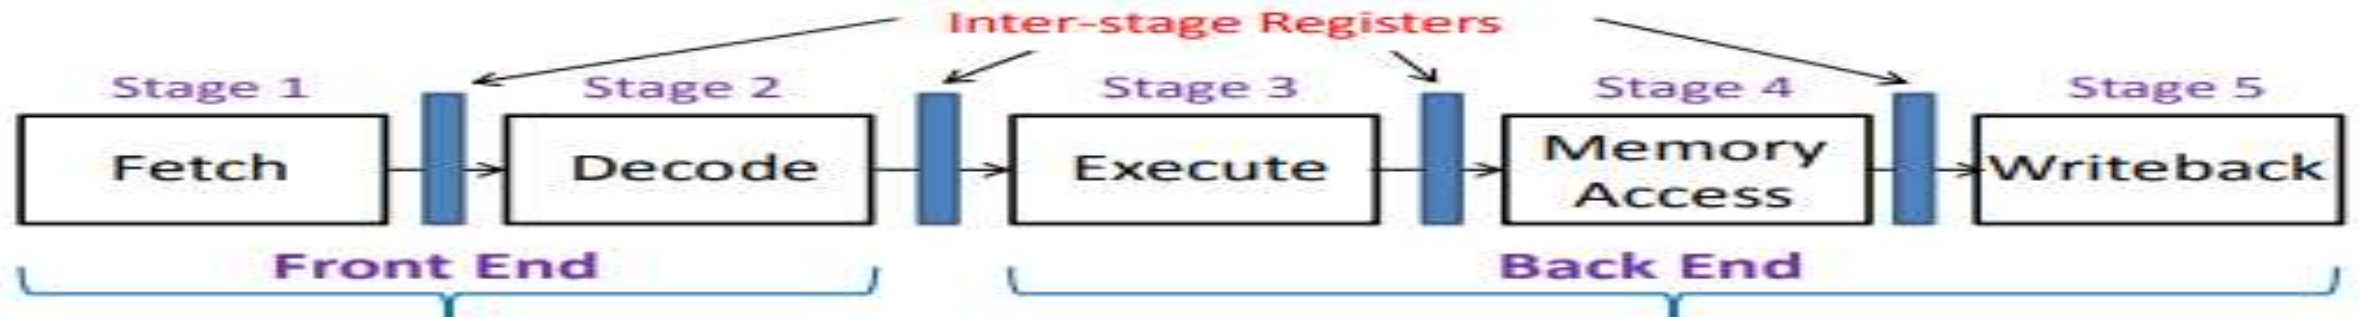 Inter-stage Registers
Stage 1
Stage 2
Stage 3
Stage 4
Stage 5
Fetch
Decode
Execute
Memory
Access
Writeback
Front End
Back End